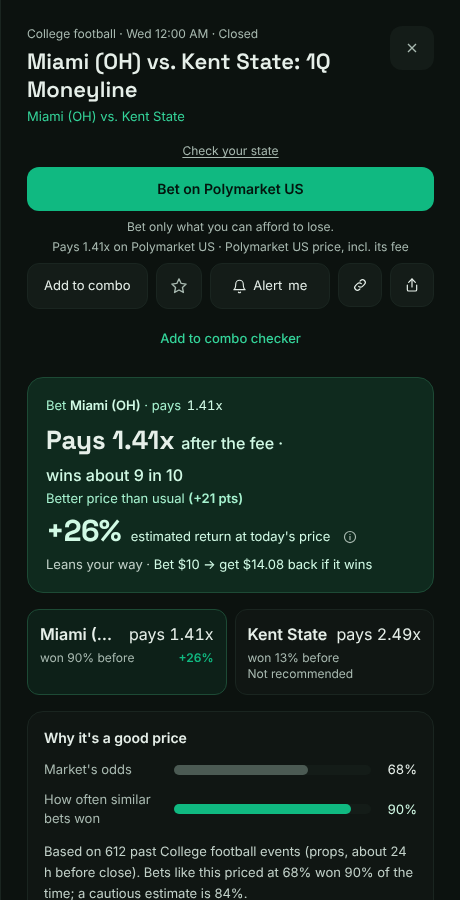 College football · Wed 12:00 AM · Closed
Miami (OH) vs. Kent State: 1Q
Moneyline
Miami (OH) vs. Kent State
Check your state
Bet on Polymarket US
Bet only what you can afford to lose.
Pays 1.41x on Polymarket US · Polymarket US price, incl. its fee
Add to combo
Alert me
Add to combo checker
Bet Miami (OH) · pays 1.41x
Pays 1.41x after the fee ·
wins about 9 in 10
Better price than usual (+21 pts)
+26% estimated return at today's price
Leans your way · Bet $10 → get $14.08 back if it wins
Miami (... pays 1.41x
won 90% before +26%
Kent State pays 2.49x
won 13% before
Not recommended
Why it's a good price
Market's odds 68%
How often similar
bets won 90%
Based on 612 past College football events (props, about 24
h before close). Bets like this priced at 68% won 90% of the
time; a cautious estimate is 84%.